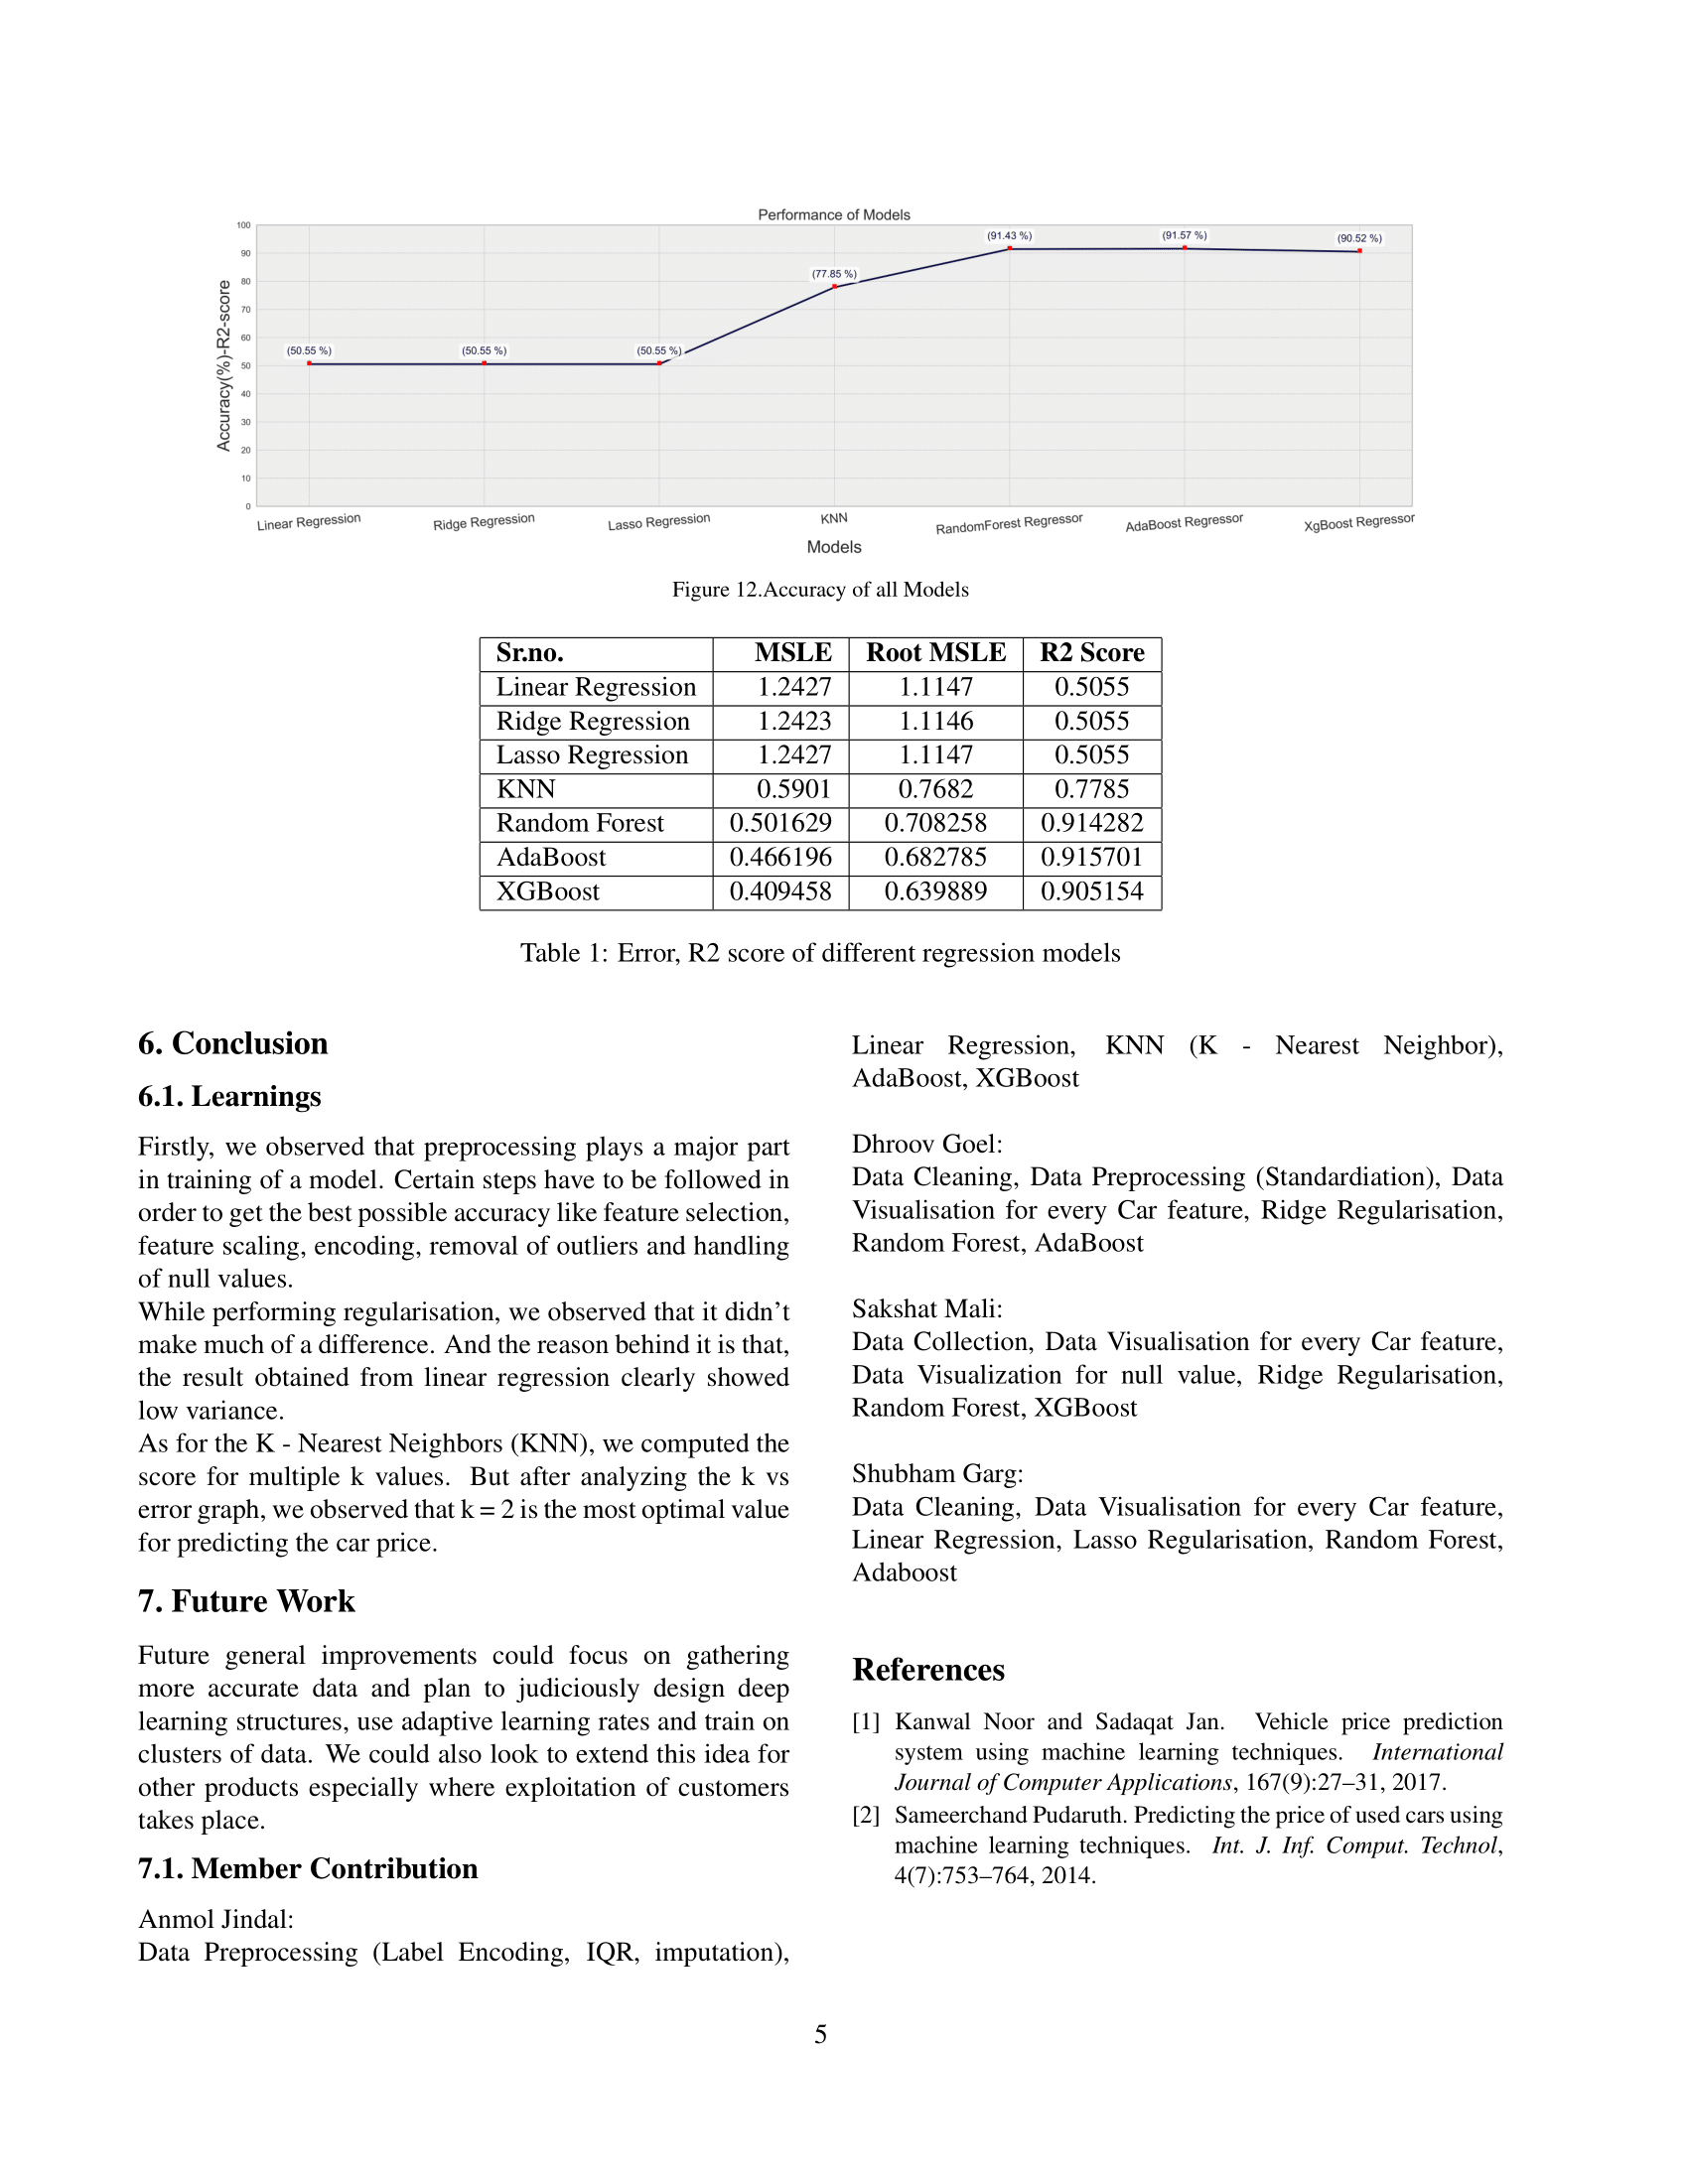 Performance of Models
100
90
80
70
60
50
40
30
20
10
0
Accuracy(%)-R2-score
(50.55 %)
(50.55 %)
(50.55 %)
(77.85 %)
(91.43 %)
(91.57 %)
(90.52 %)
Linear Regression
Ridge Regression
Lasso Regression
KNN
RandomForest Regressor
AdaBoost Regressor
XgBoost Regressor
Models
Figure 12.Accuracy of all Models
Sr.no. MSLE Root MSLE R2 Score
Linear Regression 1.2427 1.1147 0.5055
Ridge Regression 1.2423 1.1146 0.5055
Lasso Regression 1.2427 1.1147 0.5055
KNN 0.5901 0.7682 0.7785
Random Forest 0.501629 0.708258 0.914282
AdaBoost 0.466196 0.682785 0.915701
XGBoost 0.409458 0.639889 0.905154
Table 1: Error, R2 score of different regression models
6. Conclusion
6.1. Learnings
Firstly, we observed that preprocessing plays a major part
in training of a model. Certain steps have to be followed in
order to get the best possible accuracy like feature selection,
feature scaling, encoding, removal of outliers and handling
of null values.
While performing regularisation, we observed that it didn't
make much of a difference. And the reason behind it is that,
the result obtained from linear regression clearly showed
low variance.
As for the K - Nearest Neighbors (KNN), we computed the
score for multiple k values. But after analyzing the k vs
error graph, we observed that k = 2 is the most optimal value
for predicting the car price.
7. Future Work
Future general improvements could focus on gathering
more accurate data and plan to judiciously design deep
learning structures, use adaptive learning rates and train on
clusters of data. We could also look to extend this idea for
other products especially where exploitation of customers
takes place.
7.1. Member Contribution
Anmol Jindal:
Data Preprocessing (Label Encoding, IQR, imputation),
Linear Regression, KNN (K - Nearest Neighbor),
AdaBoost, XGBoost
Dhroov Goel:
Data Cleaning, Data Preprocessing (Standardiation), Data
Visualisation for every Car feature, Ridge Regularisation,
Random Forest, AdaBoost
Sakshat Mali:
Data Collection, Data Visualisation for every Car feature,
Data Visualization for null value, Ridge Regularisation,
Random Forest, XGBoost
Shubham Garg:
Data Cleaning, Data Visualisation for every Car feature,
Linear Regression, Lasso Regularisation, Random Forest,
Adaboost
References
[1] Kanwal Noor and Sadaqat Jan. Vehicle price prediction
system using machine learning techniques. International
Journal of Computer Applications, 167(9):27–31, 2017.
[2] Sameerchand Pudaruth. Predicting the price of used cars using
machine learning techniques. Int. J. Inf. Comput. Technol,
4(7):753–764, 2014.
5